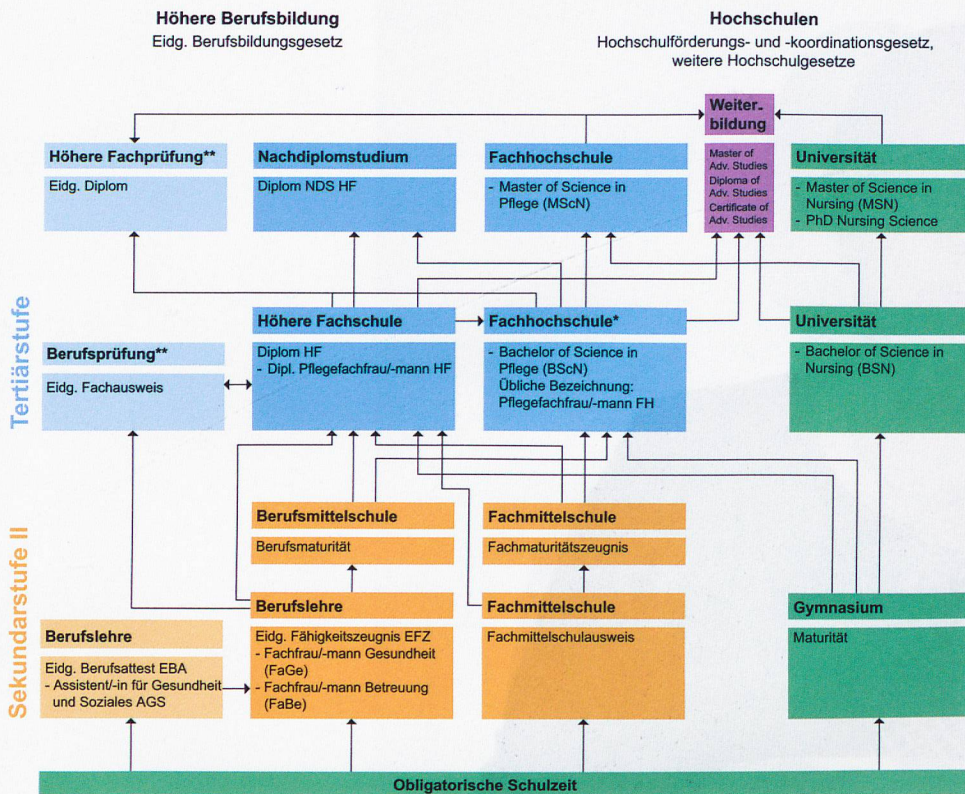 Höhere Berufsbildung
Eidg. Berufsbildungsgesetz
Hochschulen
Hochschulförderungs- und -koordinationsgesetz,
weitere Hochschulgesetze
Weiter-
bildung
Master of
Adv. Studies
Diploma of
Adv. Studies
Certificate of
Adv. Studies
Höhere Fachprüfung**
Eidg. Diplom
Nachdiplomstudium
Diplom NDS HF
Fachhochschule
- Master of Science in
Pflege (MScN)
Universität
- Master of Science in
Nursing (MSN)
- PhD Nursing Science
Tertiärstufe
Berufsprüfung**
Eidg. Fachausweis
Höhere Fachschule
Diplom HF
- Dipl. Pflegefachfrau/-mann HF
Fachhochschule*
- Bachelor of Science in
Pflege (BScN)
Übliche Bezeichnung:
Pflegefachfrau/-mann FH
Universität
- Bachelor of Science in
Nursing (BSN)
Sekundarstufe II
Berufsmittelschule
Berufsmaturität
Fachmittelschule
Fachmaturitätszeugnis
Berufslehre
Eidg. Berufsattest EBA
- Assistent/-in für Gesundheit
und Soziales AGS
Berufslehre
Eidg. Fähigkeitszeugnis EFZ
- Fachfrau/-mann Gesundheit
(FaGe)
- Fachfrau/-mann Betreuung
(FaBe)
Fachmittelschule
Fachmittelschulausweis
Gymnasium
Maturität
Obligatorische Schulzeit